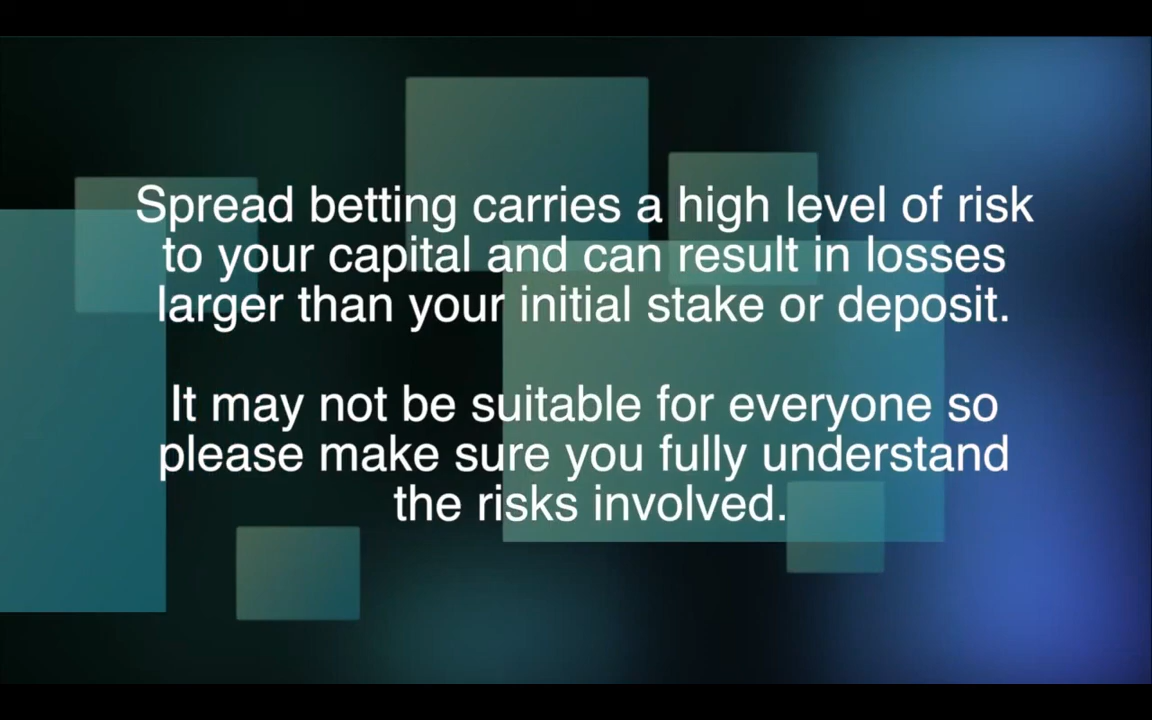 Spread betting carries a high level of risk
to your capital and can result in losses
larger than your initial stake or deposit.
It may not be suitable for everyone so
please make sure you fully understand
the risks involved.